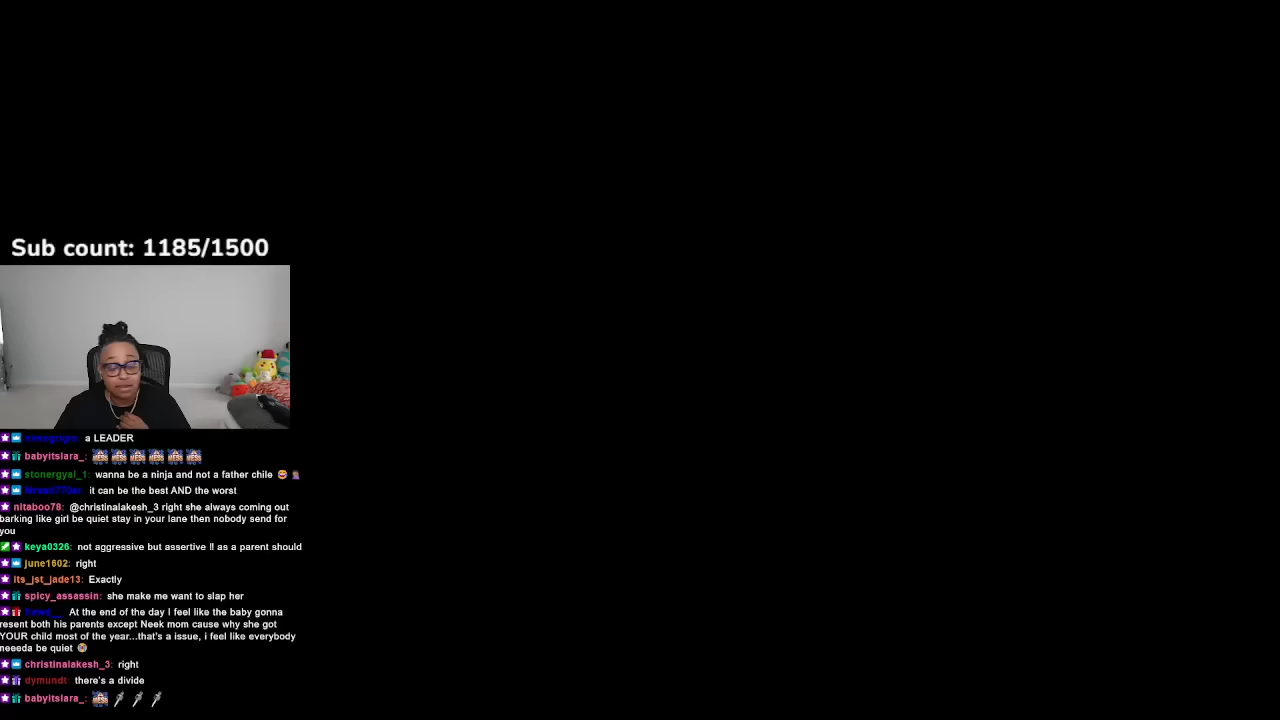 Sub count: 1185/1500
a LEADER
babyitslara_:
stonergyal_1: wanna be a ninja and not a father chile
it can be the best AND the worst
nitaboo78: @christinalakesh_3 right she always coming out
barking like girl be quiet stay in your lane then nobody send for
you
keya0326: not aggressive but assertive !! as a parent should
june1602: right
its_jst_jade13: Exactly
spicy_assassin: she make me want to slap her
At the end of the day I feel like the baby gonna
resent both his parents except Neek mom cause why she got
YOUR child most of the year...that's a issue, i feel like everybody
neeeda be quiet
christinalakesh_3: right
dymundt: there's a divide
babyitslara_: